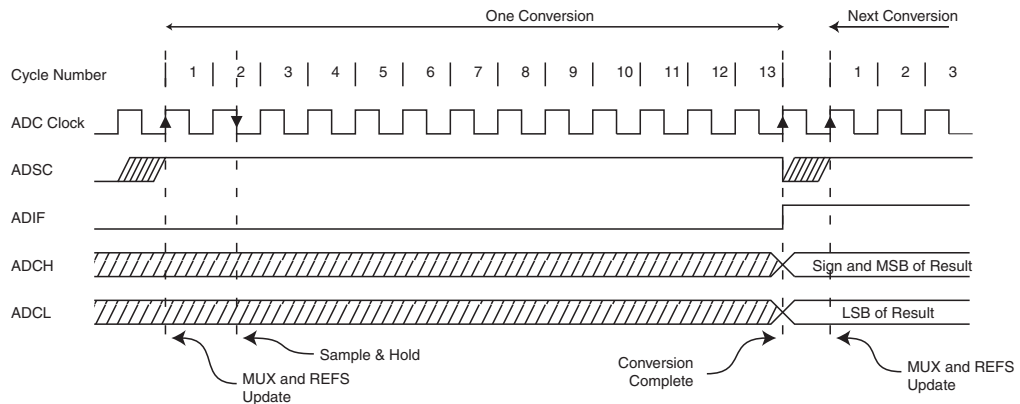 One Conversion
Next Conversion
Cycle Number
1 2 3 4 5 6 7 8 9 10 11 12 13 1 2 3
ADC Clock
ADSC
ADIF
ADCH
Sign and MSB of Result
ADCL
LSB of Result
Sample & Hold
MUX and REFS
Update
Conversion
Complete
MUX and REFS
Update